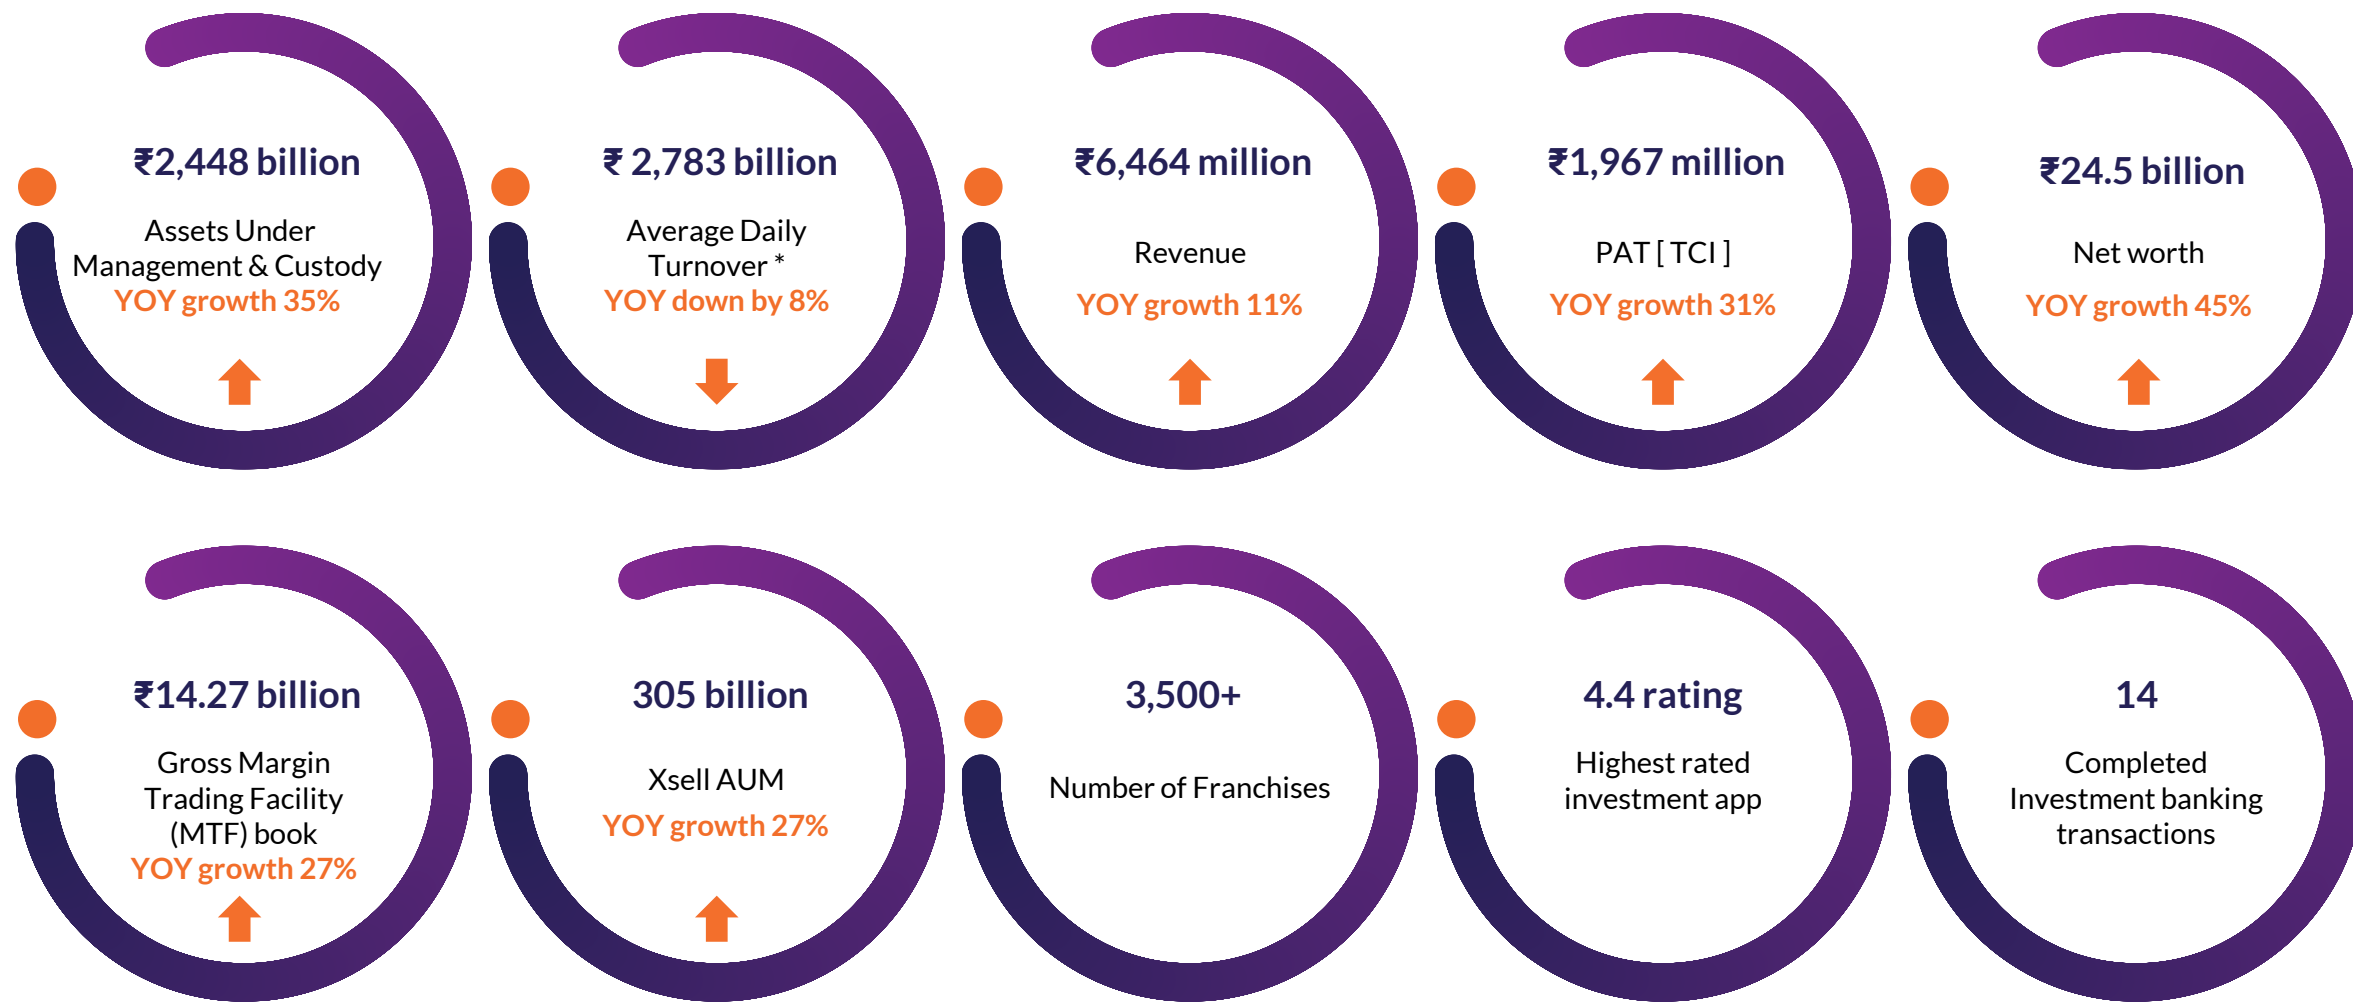 ₹2,448 billion
Assets Under
Management & Custody
YOY growth 35%
₹ 2,783 billion
Average Daily
Turnover *
YOY down by 8%
₹6,464 million
Revenue
YOY growth 11%
₹1,967 million
PAT [ TCI ]
YOY growth 31%
₹24.5 billion
Net worth
YOY growth 45%
₹14.27 billion
Gross Margin
Trading Facility
(MTF) book
YOY growth 27%
305 billion
Xsell AUM
YOY growth 27%
3,500+
Number of Franchises
4.4 rating
Highest rated
investment app
14
Completed
Investment banking
transactions